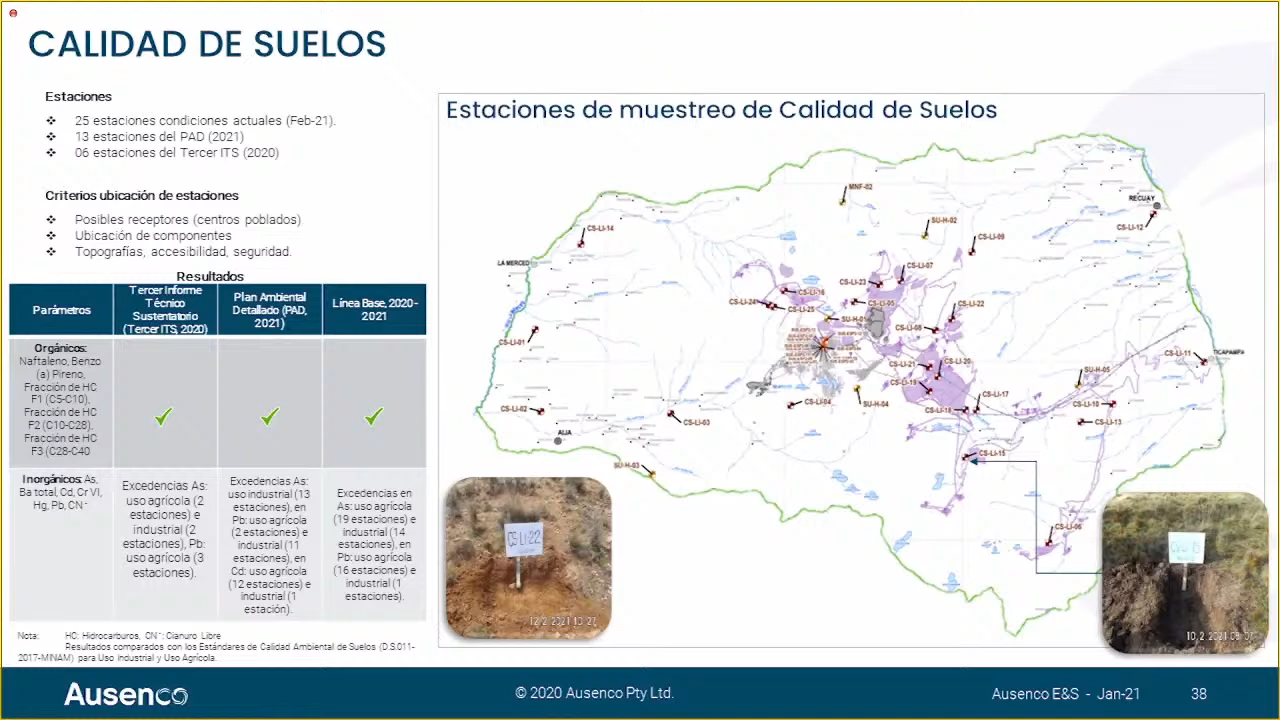 CALIDAD DE SUELOS
Estaciones
❖ 25 estaciones condiciones actuales (Feb-21).
❖ 13 estaciones del PAD (2021)
❖ 06 estaciones del Tercer ITS (2020)
Criterios ubicación de estaciones
❖ Posibles receptores (centros poblados)
❖ Ubicación de componentes
❖ Topografías, accesibilidad, seguridad.
Resultados
Parámetros
Tercer Informe
Técnico
Sustentatorio
(Tercer ITS, 2020)
Plan Ambiental
Detallado (PAD,
2021)
Línea Base, 2020-
2021
Orgánicos:
Naftaleno, Benzo
(a) Pireno,
Fracción de HC
F1 (C5-C10),
Fracción de HC
F2 (C10-C28),
Fracción de HC
F3 (C28-C40
Inorgánicos: As,
Ba total, Cd, Cr VI,
Hg, Pb, CN⁻
Excedencias As:
uso agrícola (2
estaciones) e
industrial (2
estaciones), Pb:
uso agrícola (3
estaciones).
Excedencias As:
uso industrial (13
estaciones), en
Pb: uso agrícola
(2 estaciones) e
industrial (11
estaciones), en
Cd: uso agrícola
(12 estaciones) e
industrial (1
estación).
Excedencias en
As: uso agrícola
(19 estaciones) e
industrial (14
estaciones), en
Pb: uso agrícola
(16 estaciones) e
industrial (1
estaciones).
Nota: HC: Hidrocarburos, CN⁻: Cianuro Libre
Resultados comparados con los Estándares de Calidad Ambiental de Suelos (D.S.011-
2017-MINAM) para Uso Industrial y Uso Agrícola.
Estaciones de muestreo de Calidad de Suelos
MNF-02
RECUAY
SU-H-02
CS-LI-14
CS-LI-12
CS-LI-09
LA MERCED
CS-LI-07
CS-LI-23
CS-LI-16
CS-LI-24
CS-LI-05
CS-LI-22
CS-LI-25
SU-H-01
CS-LI-08
CS-LI-01
CS-LI-11
TICAPAMPA
CS-LI-20
CS-LI-21
SU-H-05
CS-LI-19
CS-LI-17
CS-LI-02
CS-LI-04
SU-H-04
CS-LI-18
CS-LI-10
CS-LI-03
CS-LI-13
AIJA
CS-LI-15
SU-H-03
CS-LI-06
CS-LI-22
12.2.2021 10:27
10.2.2021
Ausenco
© 2020 Ausenco Pty Ltd.
Ausenco E&S - Jan-21
38